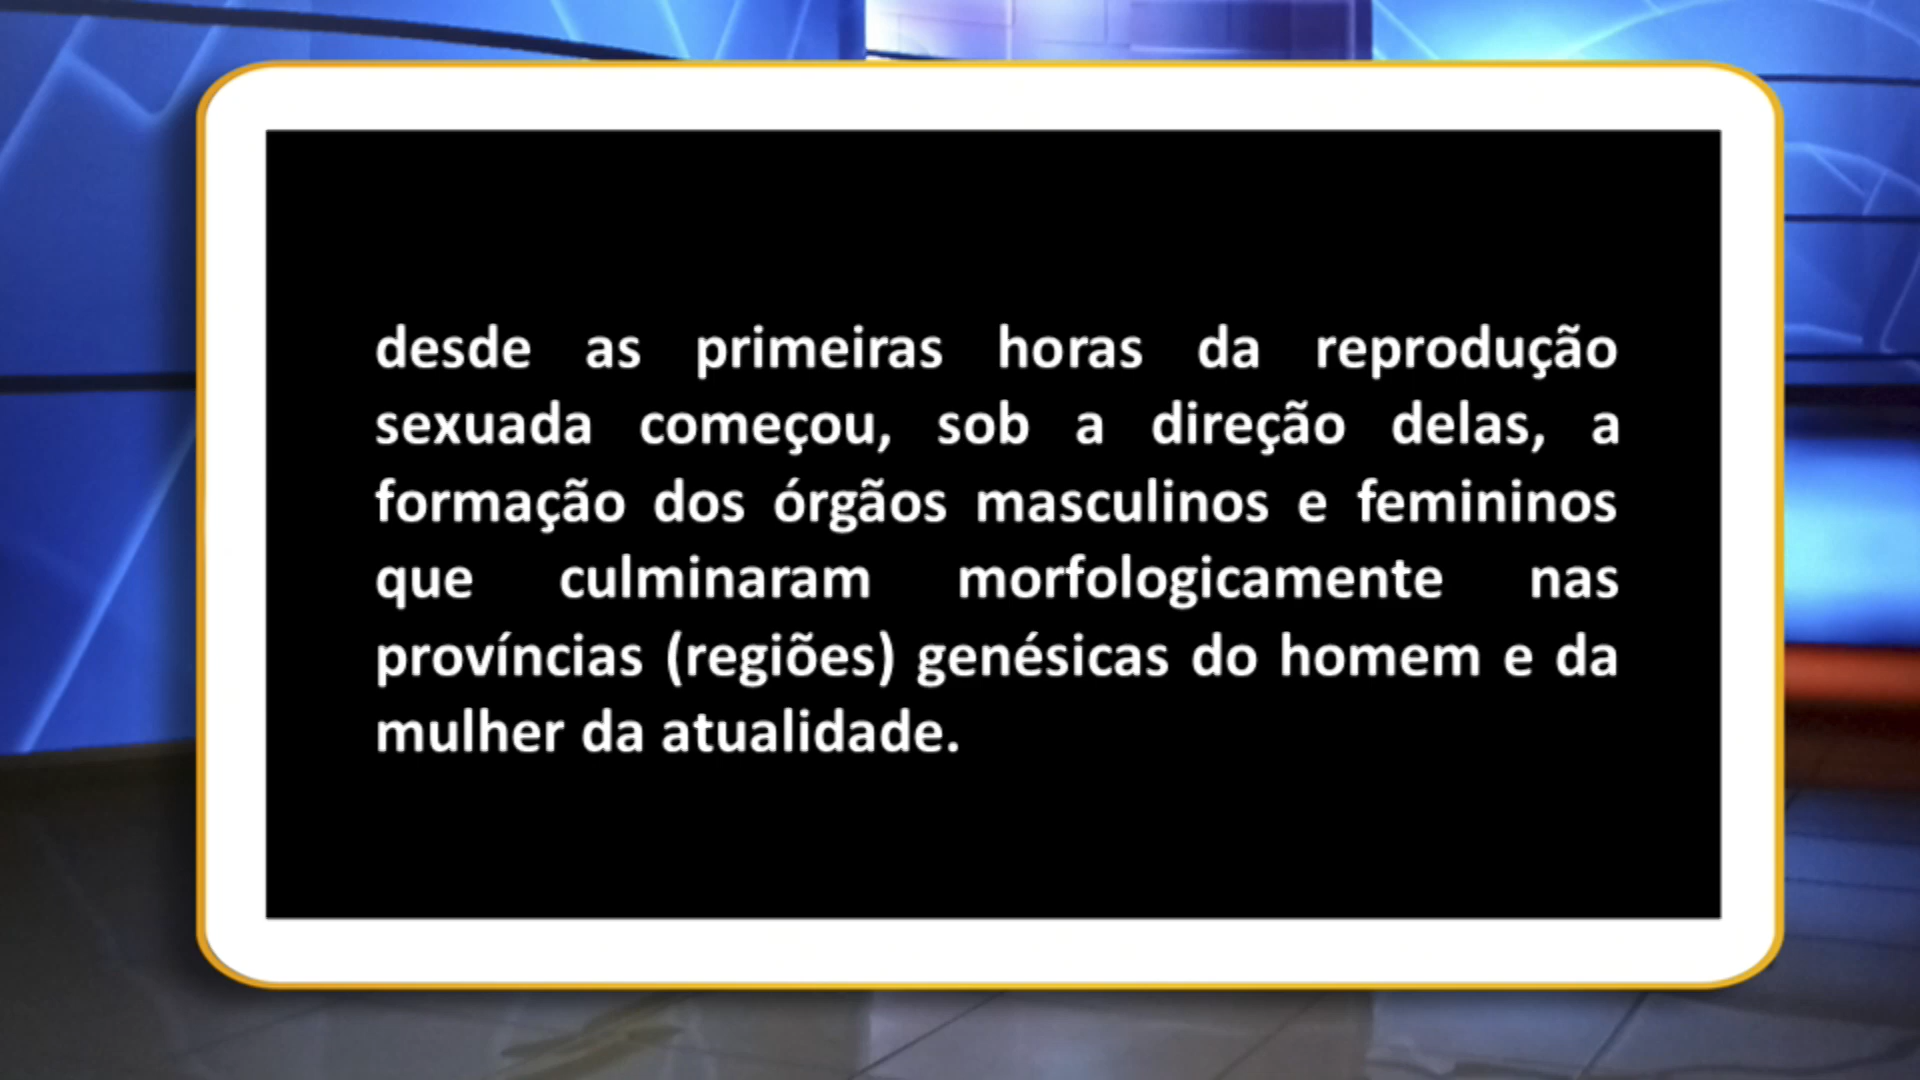 desde as primeiras horas da reprodução
sexuada começou, sob a direção delas, a
formação dos órgãos masculinos e femininos
que culminaram morfologicamente nas
províncias (regiões) genésicas do homem e da
mulher da atualidade.